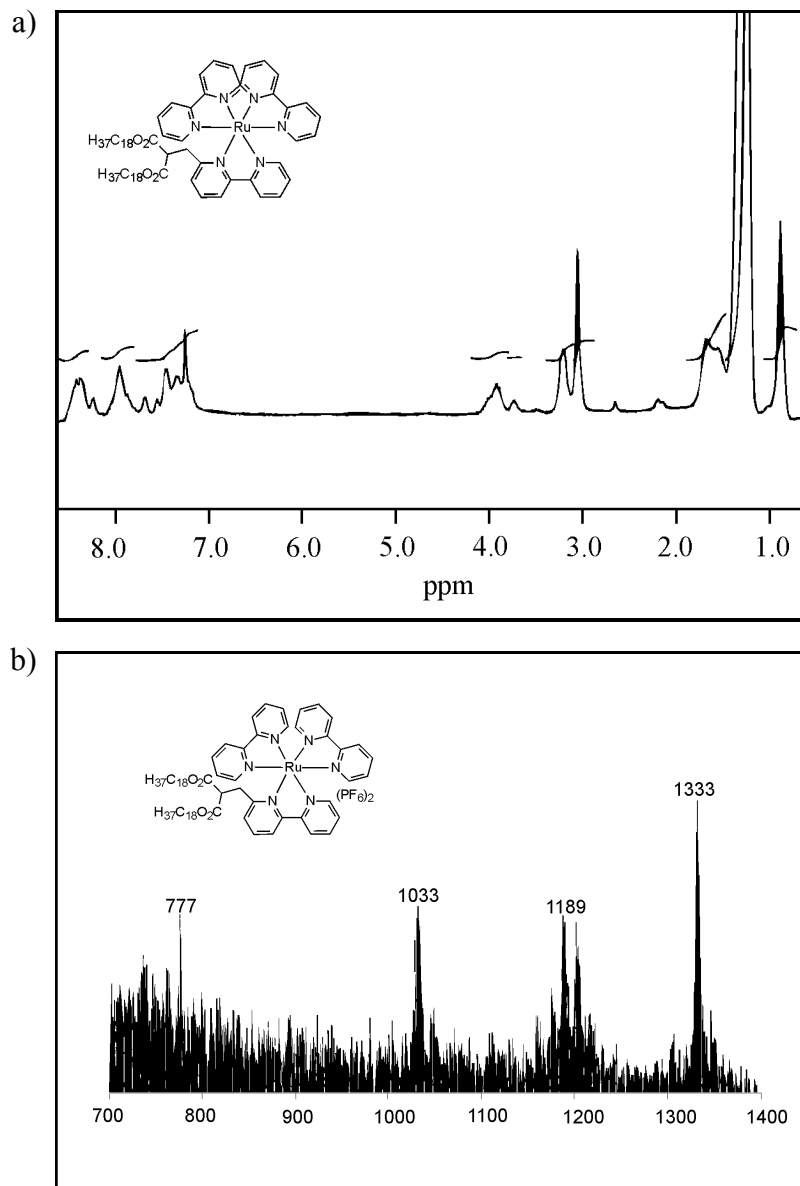 a)
N N
N Ru N
H37C18O2C
N N
H37C18O2C
8.0 7.0 6.0 5.0 4.0 3.0 2.0 1.0
ppm
b)
N N
N Ru N
H37C18O2C
(PF6)2
N N
H37C18O2C
1333
777 1033 1189
700 800 900 1000 1100 1200 1300 1400